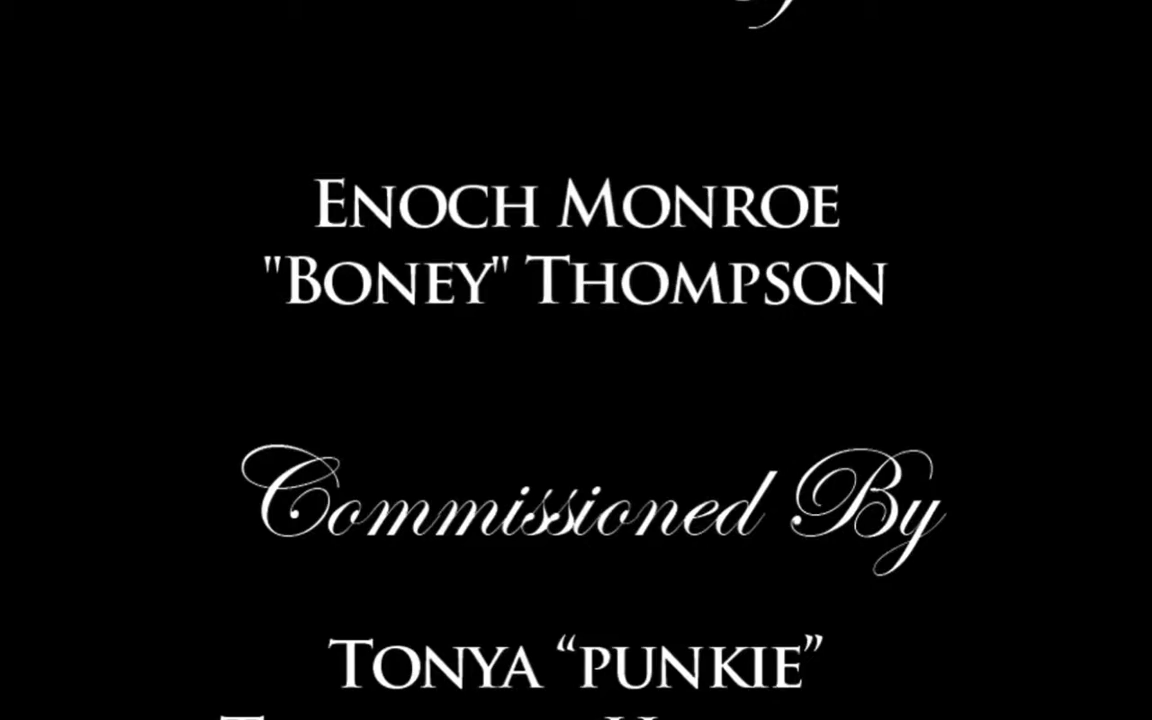 Enoch Monroe
"Boney" Thompson
Commissioned By
Tonya “punkie”